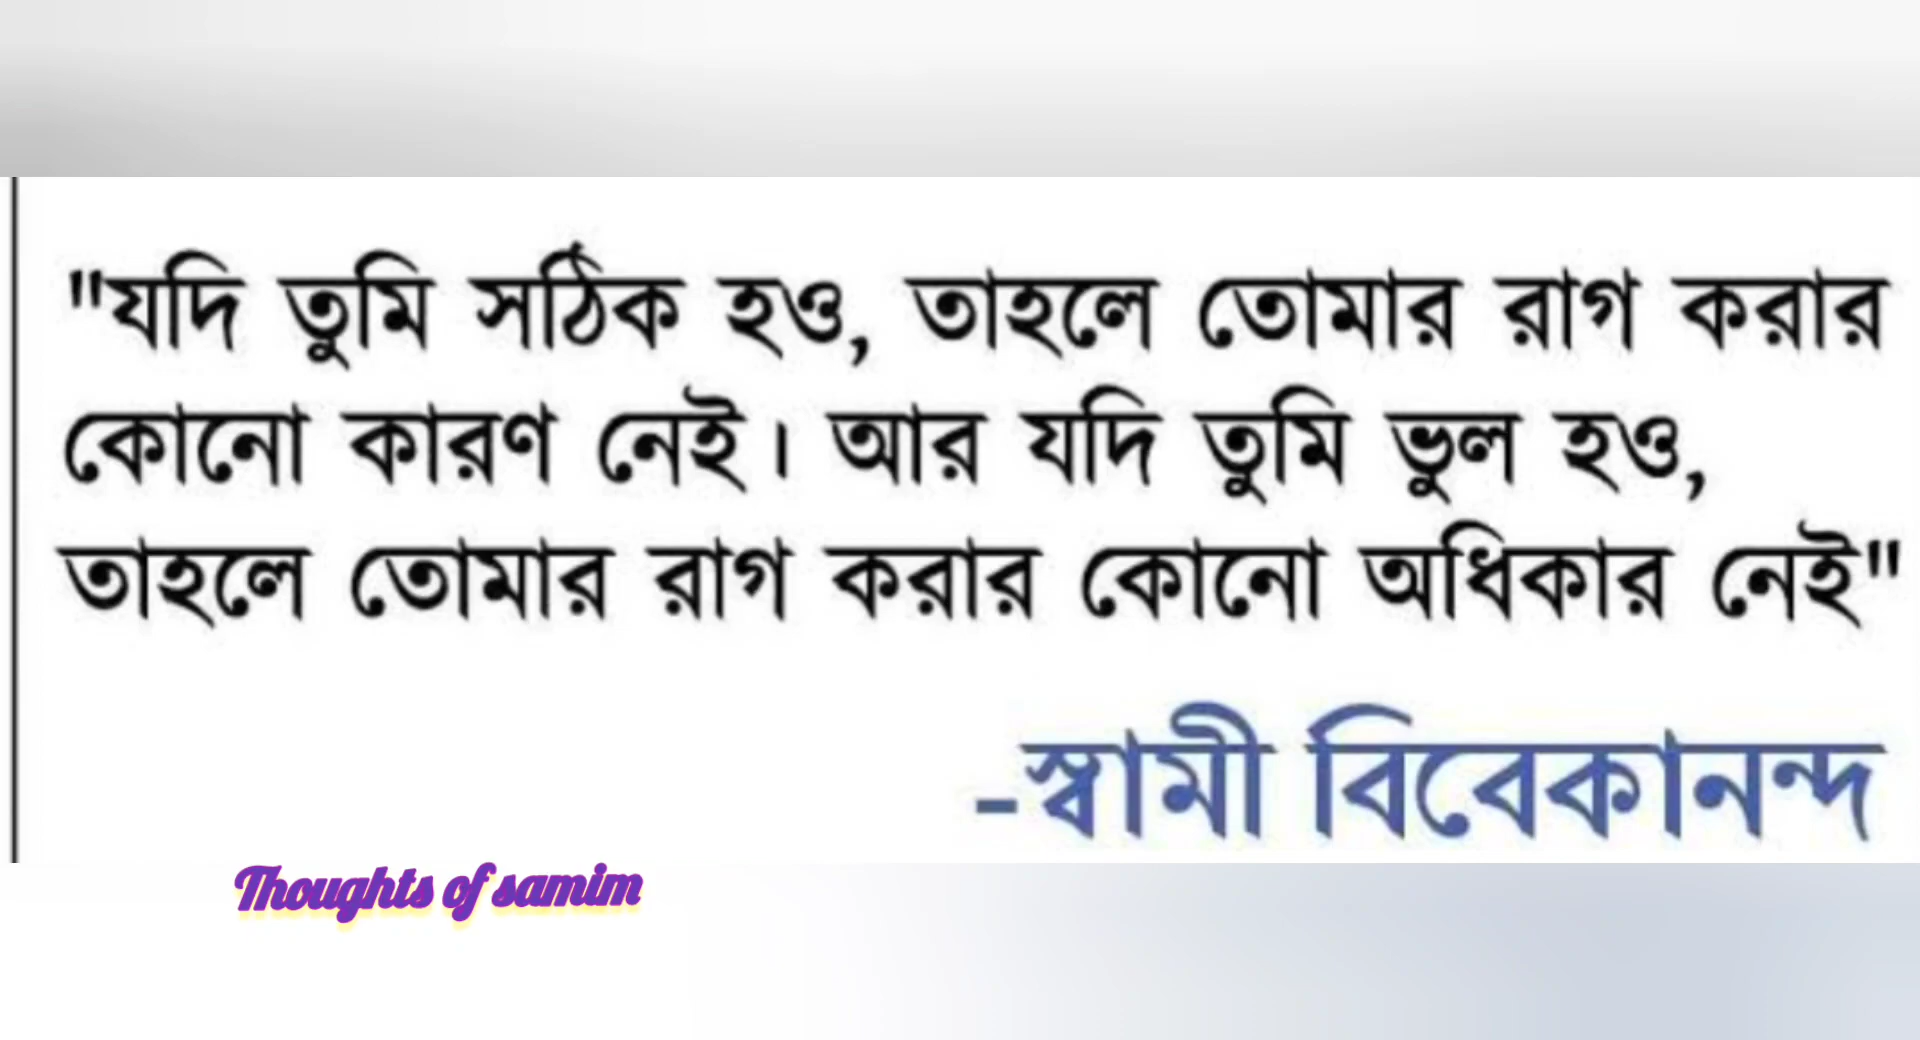 "যদি তুমি সঠিক হও, তাহলে তোমার রাগ করার
কোনো কারণ নেই। আর যদি তুমি ভুল হও,
তাহলে তোমার রাগ করার কোনো অধিকার নেই"
-স্বামী বিবেকানন্দ
Thoughts of samim